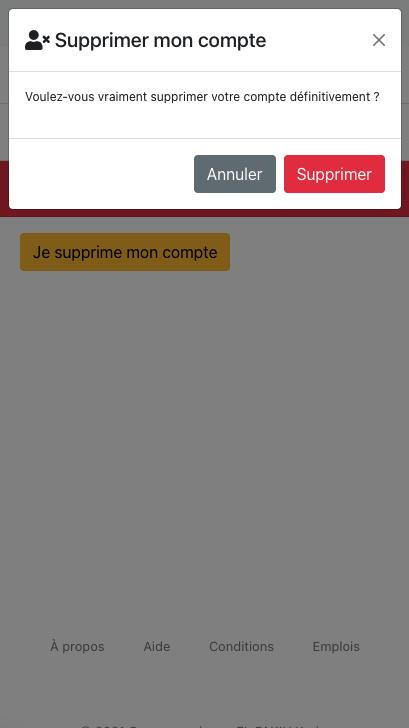 Supprimer mon compte
Voulez-vous vraiment supprimer votre compte définitivement ?
Annuler Supprimer
Je supprime mon compte
À propos Aide Conditions Emplois